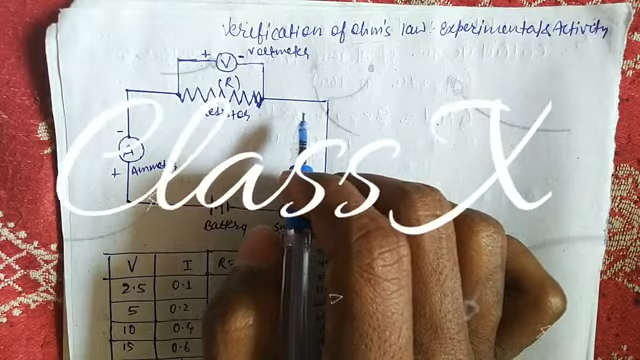 Verification of ohm's law: Experimental Activity
+ V - Voltmeter
(R)
-
A
+ Ammeter
Class X
Battery
V I R=
2.5 0.1
5 0.2
10 0.4
15 0.6